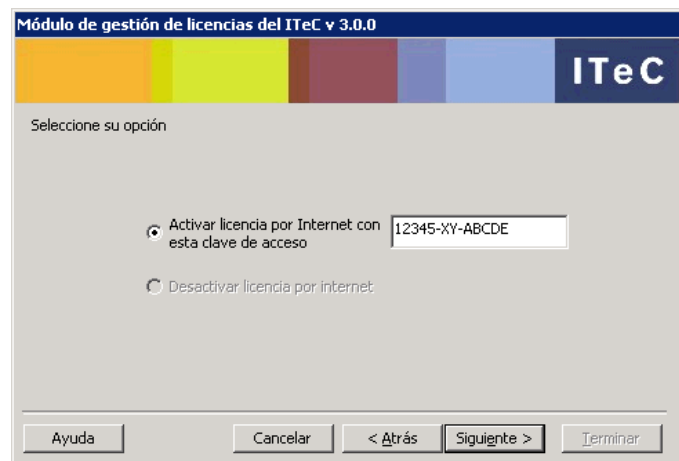 Módulo de gestión de licencias del ITeC v 3.0.0
ITeC
Seleccione su opción
Activar licencia por Internet con
esta clave de acceso
12345-XY-ABCDE
Desactivar licencia por internet
Ayuda
Cancelar
< Atrás
Siguiente >
Terminar